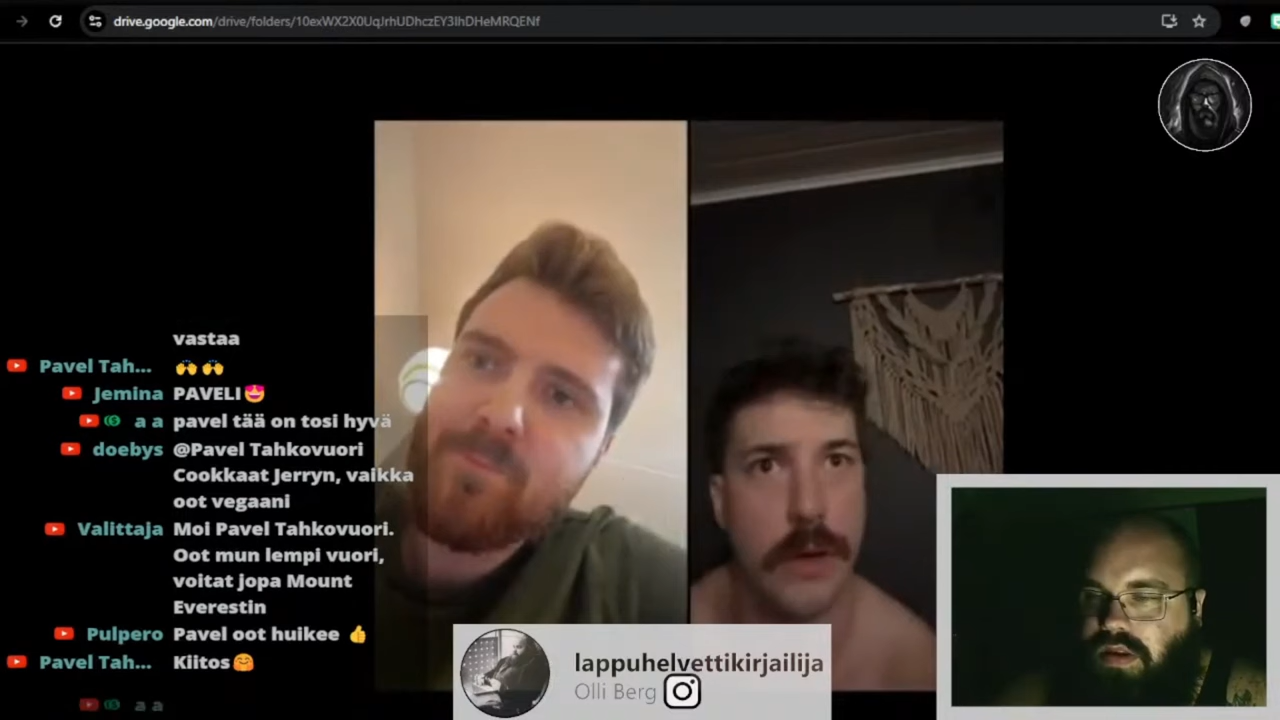 drive.google.com/drive/folders/10exWX2X0UqJrhUDhczEY3IhDHeMRQENf
vastaa
Pavel Tah... 🙌🙌
Jemina PAVELI🤩
a a pavel tää on tosi hyvä
doebys @Pavel Tahkovuori
Cookkaat Jerryn, vaikka
oot vegaani
Valittaja Moi Pavel Tahkovuori.
Oot mun lempi vuori,
voitat jopa Mount
Everestin
Pulpero Pavel oot huikee 👍
Pavel Tah... Kiitos🤗
a a
lappuhelvettikirjailija
Olli Berg